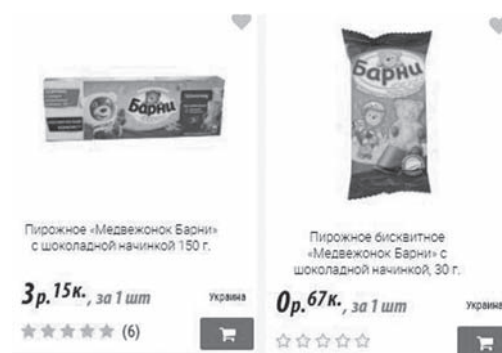 Барни
Пирожное «Медвежонок Барни»
с шоколадной начинкой 150 г.
3р.15к., за 1 шт
Украина
(6)
Барни
Пирожное бисквитное
«Медвежонок Барни» с
шоколадной начинкой, 30 г.
0р.67к., за 1 шт
Украина